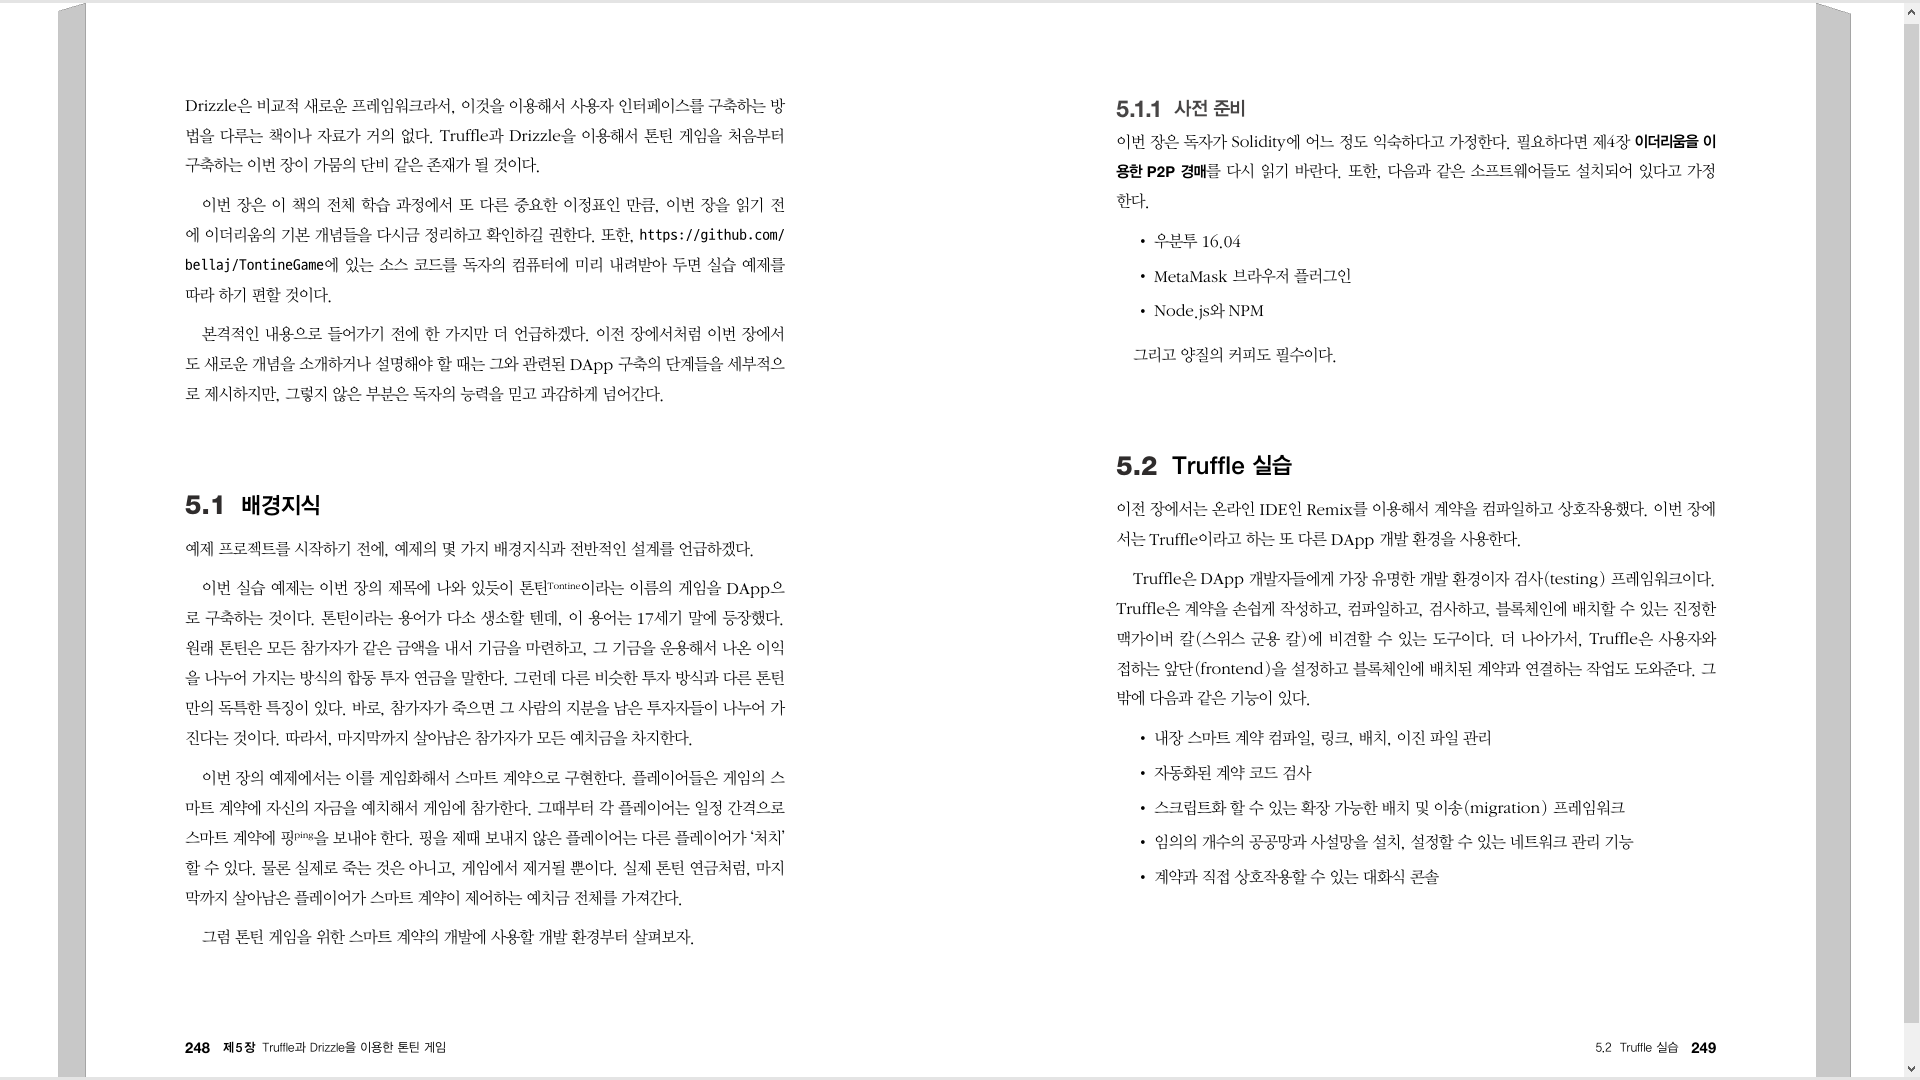 Drizzle은 비교적 새로운 프레임워크라서, 이것을 이용해서 사용자 인터페이스를 구축하는 방
법을 다루는 책이나 자료가 거의 없다. Truffle과 Drizzle을 이용해서 톤틴 게임을 처음부터
구축하는 이번 장이 가뭄의 단비 같은 존재가 될 것이다.
이번 장은 이 책의 전체 학습 과정에서 또 다른 중요한 이정표인 만큼, 이번 장을 읽기 전
에 이더리움의 기본 개념들을 다시금 정리하고 확인하길 권한다. 또한, https://github.com/
bellaj/TontineGame에 있는 소스 코드를 독자의 컴퓨터에 미리 내려받아 두면 실습 예제를
따라 하기 편할 것이다.
본격적인 내용으로 들어가기 전에 한 가지만 더 언급하겠다. 이전 장에서처럼 이번 장에서
도 새로운 개념을 소개하거나 설명해야 할 때는 그와 관련된 DApp 구축의 단계들을 세부적으
로 제시하지만, 그렇지 않은 부분은 독자의 능력을 믿고 과감하게 넘어간다.
5.1 배경지식
예제 프로젝트를 시작하기 전에, 예제의 몇 가지 배경지식과 전반적인 설계를 언급하겠다.
이번 실습 예제는 이번 장의 제목에 나와 있듯이 톤틴Tontine이라는 이름의 게임을 DApp으
로 구축하는 것이다. 톤틴이라는 용어가 다소 생소할 텐데, 이 용어는 17세기 말에 등장했다.
원래 톤틴은 모든 참가자가 같은 금액을 내서 기금을 마련하고, 그 기금을 운용해서 나온 이익
을 나누어 가지는 방식의 합동 투자 연금을 말한다. 그런데 다른 비슷한 투자 방식과 다른 톤틴
만의 독특한 특징이 있다. 바로, 참가자가 죽으면 그 사람의 지분을 남은 투자자들이 나누어 가
진다는 것이다. 따라서, 마지막까지 살아남은 참가자가 모든 예치금을 차지한다.
이번 장의 예제에서는 이를 게임화해서 스마트 계약으로 구현한다. 플레이어들은 게임의 스
마트 계약에 자신의 자금을 예치해서 게임에 참가한다. 그때부터 각 플레이어는 일정 간격으로
스마트 계약에 핑ping을 보내야 한다. 핑을 제때 보내지 않은 플레이어는 다른 플레이어가 ‘처치’
할 수 있다. 물론 실제로 죽는 것은 아니고, 게임에서 제거될 뿐이다. 실제 톤틴 연금처럼, 마지
막까지 살아남은 플레이어가 스마트 계약이 제어하는 예치금 전체를 가져간다.
그럼 톤틴 게임을 위한 스마트 계약의 개발에 사용할 개발 환경부터 살펴보자.
248 제5장 Truffle과 Drizzle을 이용한 톤틴 게임
5.1.1 사전 준비
이번 장은 독자가 Solidity에 어느 정도 익숙하다고 가정한다. 필요하다면 제4장 이더리움을 이
용한 P2P 경매를 다시 읽기 바란다. 또한, 다음과 같은 소프트웨어들도 설치되어 있다고 가정
한다.
• 우분투 16.04
• MetaMask 브라우저 플러그인
• Node.js와 NPM
그리고 양질의 커피도 필수이다.
5.2 Truffle 실습
이전 장에서는 온라인 IDE인 Remix를 이용해서 계약을 컴파일하고 상호작용했다. 이번 장에
서는 Truffle이라고 하는 또 다른 DApp 개발 환경을 사용한다.
Truffle은 DApp 개발자들에게 가장 유명한 개발 환경이자 검사(testing) 프레임워크이다.
Truffle은 계약을 손쉽게 작성하고, 컴파일하고, 검사하고, 블록체인에 배치할 수 있는 진정한
맥가이버 칼(스위스 군용 칼)에 비견할 수 있는 도구이다. 더 나아가서, Truffle은 사용자와
접하는 앞단(frontend)을 설정하고 블록체인에 배치된 계약과 연결하는 작업도 도와준다. 그
밖에 다음과 같은 기능이 있다.
• 내장 스마트 계약 컴파일, 링크, 배치, 이진 파일 관리
• 자동화된 계약 코드 검사
• 스크립트화 할 수 있는 확장 가능한 배치 및 이송(migration) 프레임워크
• 임의의 개수의 공공망과 사설망을 설치, 설정할 수 있는 네트워크 관리 기능
• 계약과 직접 상호작용할 수 있는 대화식 콘솔
5.2 Truffle 실습 249